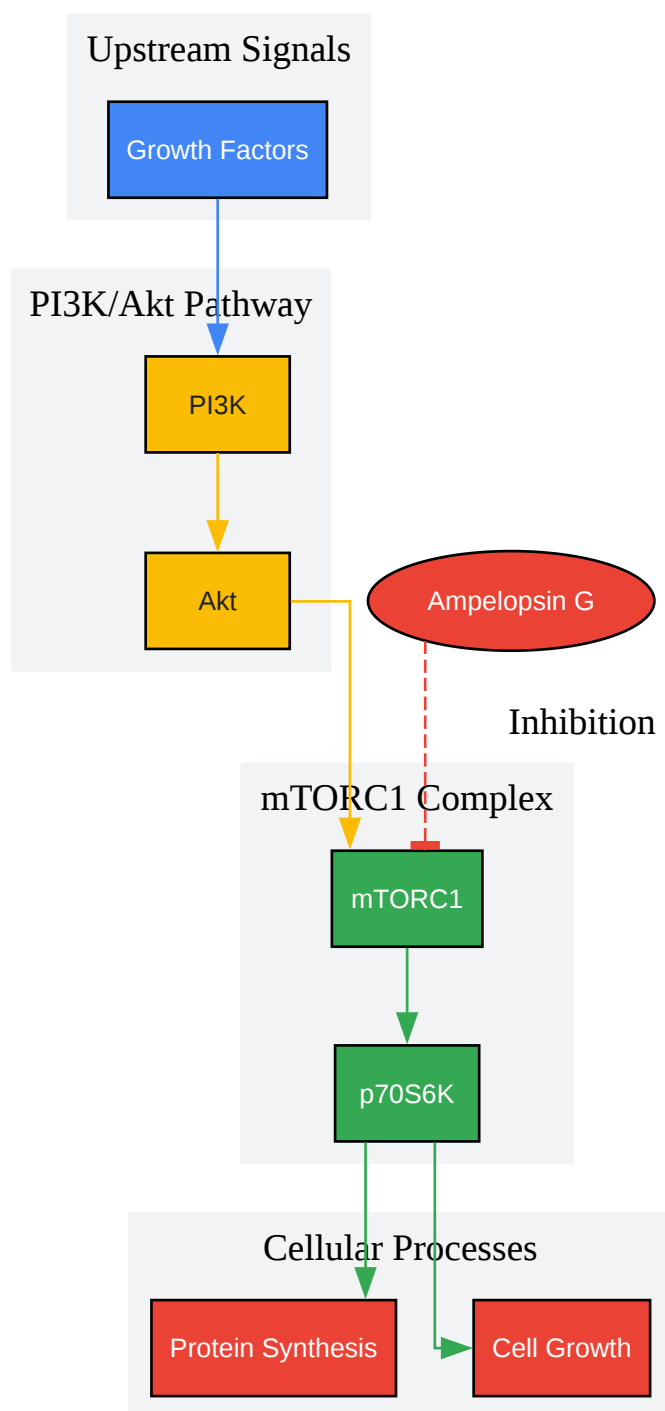 Upstream Signals
Growth Factors
PI3K/Akt Pathway
PI3K
Akt
Ampelopsin G
Inhibition
mTORC1 Complex
mTORC1
p70S6K
Cellular Processes
Protein Synthesis
Cell Growth